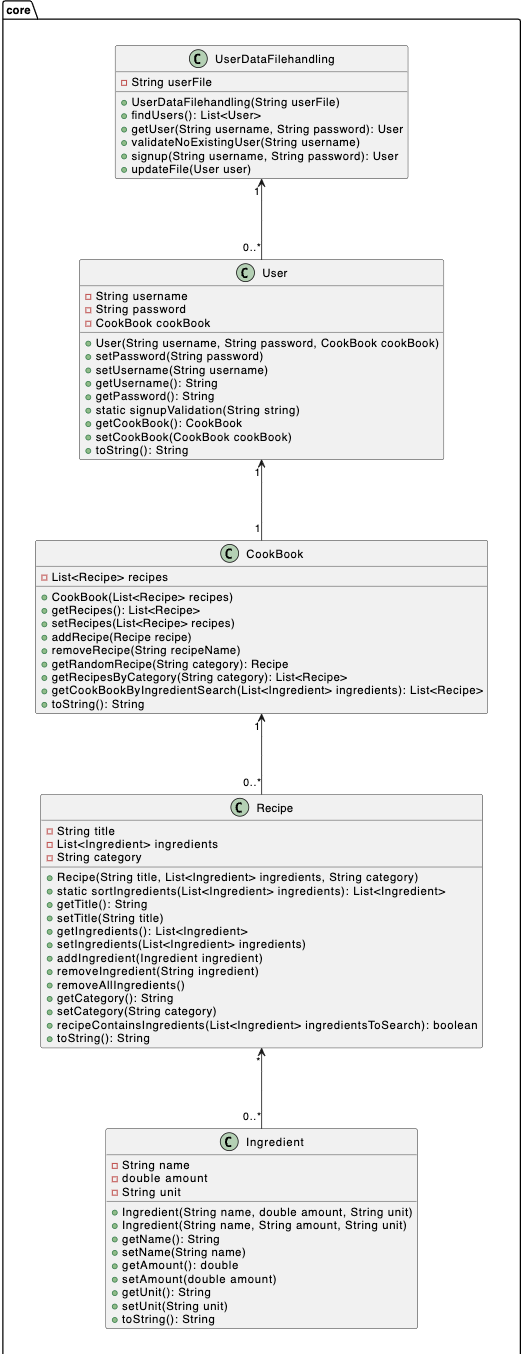 core
C UserDataFilehandling
String userFile
UserDataFilehandling(String userFile)
findUsers(): List<User>
getUser(String username, String password): User
validateNoExistingUser(String username)
signup(String username, String password): User
updateFile(User user)
1
0..*
C User
String username
String password
CookBook cookBook
User(String username, String password, CookBook cookBook)
setPassword(String password)
setUsername(String username)
getUsername(): String
getPassword(): String
static signupValidation(String string)
getCookBook(): CookBook
setCookBook(CookBook cookBook)
toString(): String
1
1
C CookBook
List<Recipe> recipes
CookBook(List<Recipe> recipes)
getRecipes(): List<Recipe>
setRecipes(List<Recipe> recipes)
addRecipe(Recipe recipe)
removeRecipe(String recipeName)
getRandomRecipe(String category): Recipe
getRecipesByCategory(String category): List<Recipe>
getCookBookByIngredientSearch(List<Ingredient> ingredients): List<Recipe>
toString(): String
1
0..*
C Recipe
String title
List<Ingredient> ingredients
String category
Recipe(String title, List<Ingredient> ingredients, String category)
static sortIngredients(List<Ingredient> ingredients): List<Ingredient>
getTitle(): String
setTitle(String title)
getIngredients(): List<Ingredient>
setIngredients(List<Ingredient> ingredients)
addIngredient(Ingredient ingredient)
removeIngredient(String ingredient)
removeAllIngredients()
getCategory(): String
setCategory(String category)
recipeContainsIngredients(List<Ingredient> ingredientsToSearch): boolean
toString(): String
*
0..*
C Ingredient
String name
double amount
String unit
Ingredient(String name, double amount, String unit)
Ingredient(String name, String amount, String unit)
getName(): String
setName(String name)
getAmount(): double
setAmount(double amount)
getUnit(): String
setUnit(String unit)
toString(): String